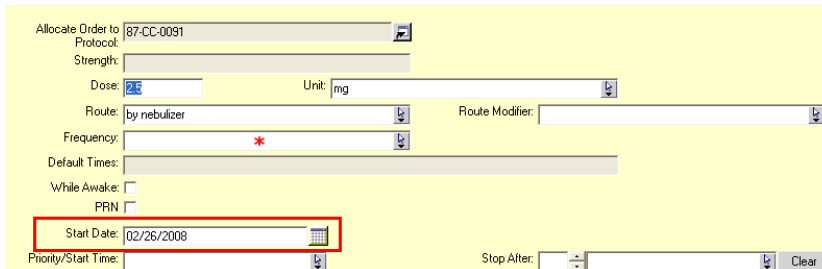 Allocate Order to Protocol: 87-CC-0091
Strength:
Dose: 2.5 Unit: mg
Route: by nebulizer Route Modifier:
Frequency: *
Default Times:
While Awake:
PRN
Start Date: 02/26/2008
Priority/Start Time: Stop After: Clear